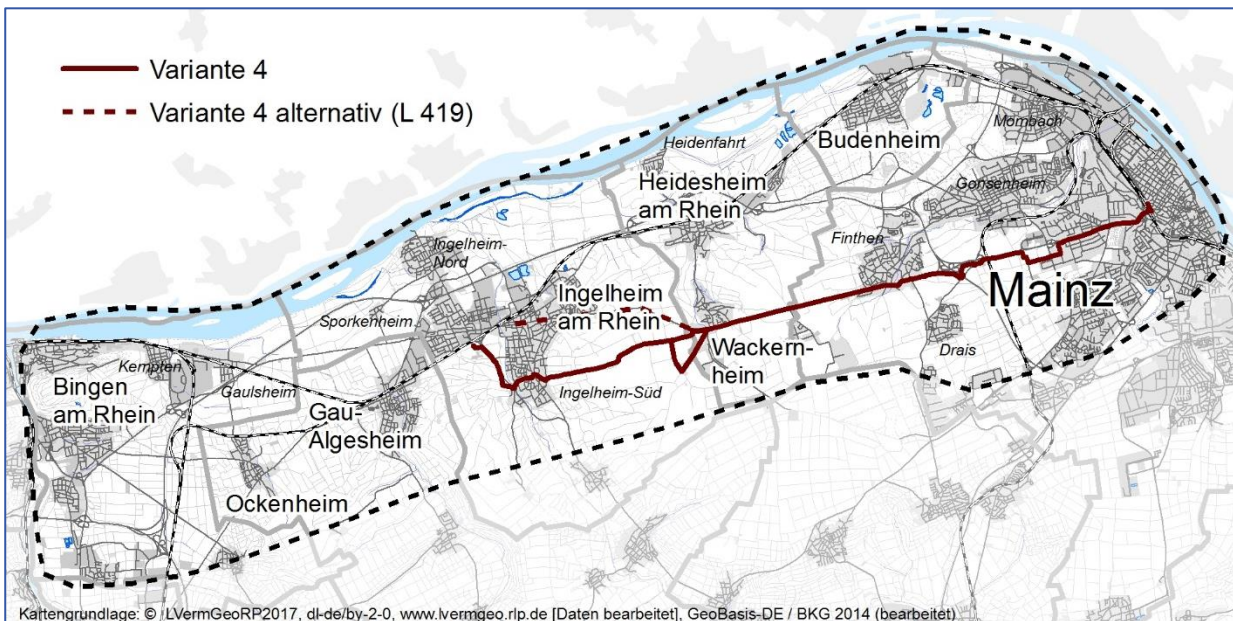 Variante 4
Variante 4 alternativ (L 419)
Mombach
Budenheim
Heidenfahrt
Gonsenheim
Heidesheim
am Rhein
Finthen
Ingelheim-
Nord
Mainz
Ingelheim
am Rhein
Sporkenheim
Wackern-
heim
Drais
Kempten
Bingen
am Rhein
Gaulsheim
Ingelheim-Süd
Gau-
Algesheim
Ockenheim
Kartengrundlage: © LVermGeoRP2017, dl-de/by-2-0, www.lvermgeo.rlp.de [Daten bearbeitet], GeoBasis-DE / BKG 2014 (bearbeitet)